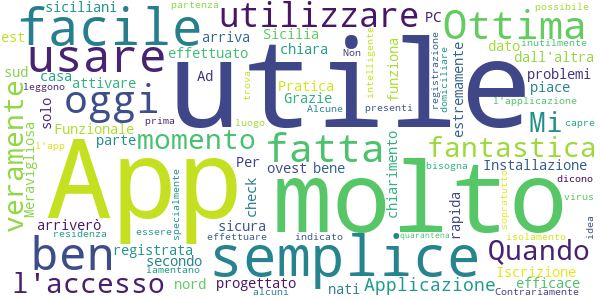 siciliani
partenza
possibile
facile
utilizzare
PC
Ottima
est
usare
effettuato
arriva
Sicilia
chiara
intelligente
funziona
registrazione
domiciliare
estremamente
dato
inutilmente
dall'altra
sud
casa
Ad
Non
problemi
leggono
attivare
Pratica
trova
l'applicazione
piace
oggi
utile
solo
Grazie
Alcune
presenti
veramente
Meravigliosa
Funzionale
prima
luogo
Mi
capre
l'app
parte
momento
fatta
chiarimento
bisogna
fantastica
App
Per
ovest
bene
Installazione
molto
dicono
check
rapida
soprattutto
virus
arriverò
sicura
residenza
essere
specialmente
effettuare
indicato
quarantena
isolamento
idea
ben
registrata
semplice
Quando
secondo
lamentano
l'accesso
nord
progettato
alcuni
nati
Applicazione
Iscrizione
efficace
Contrariamente